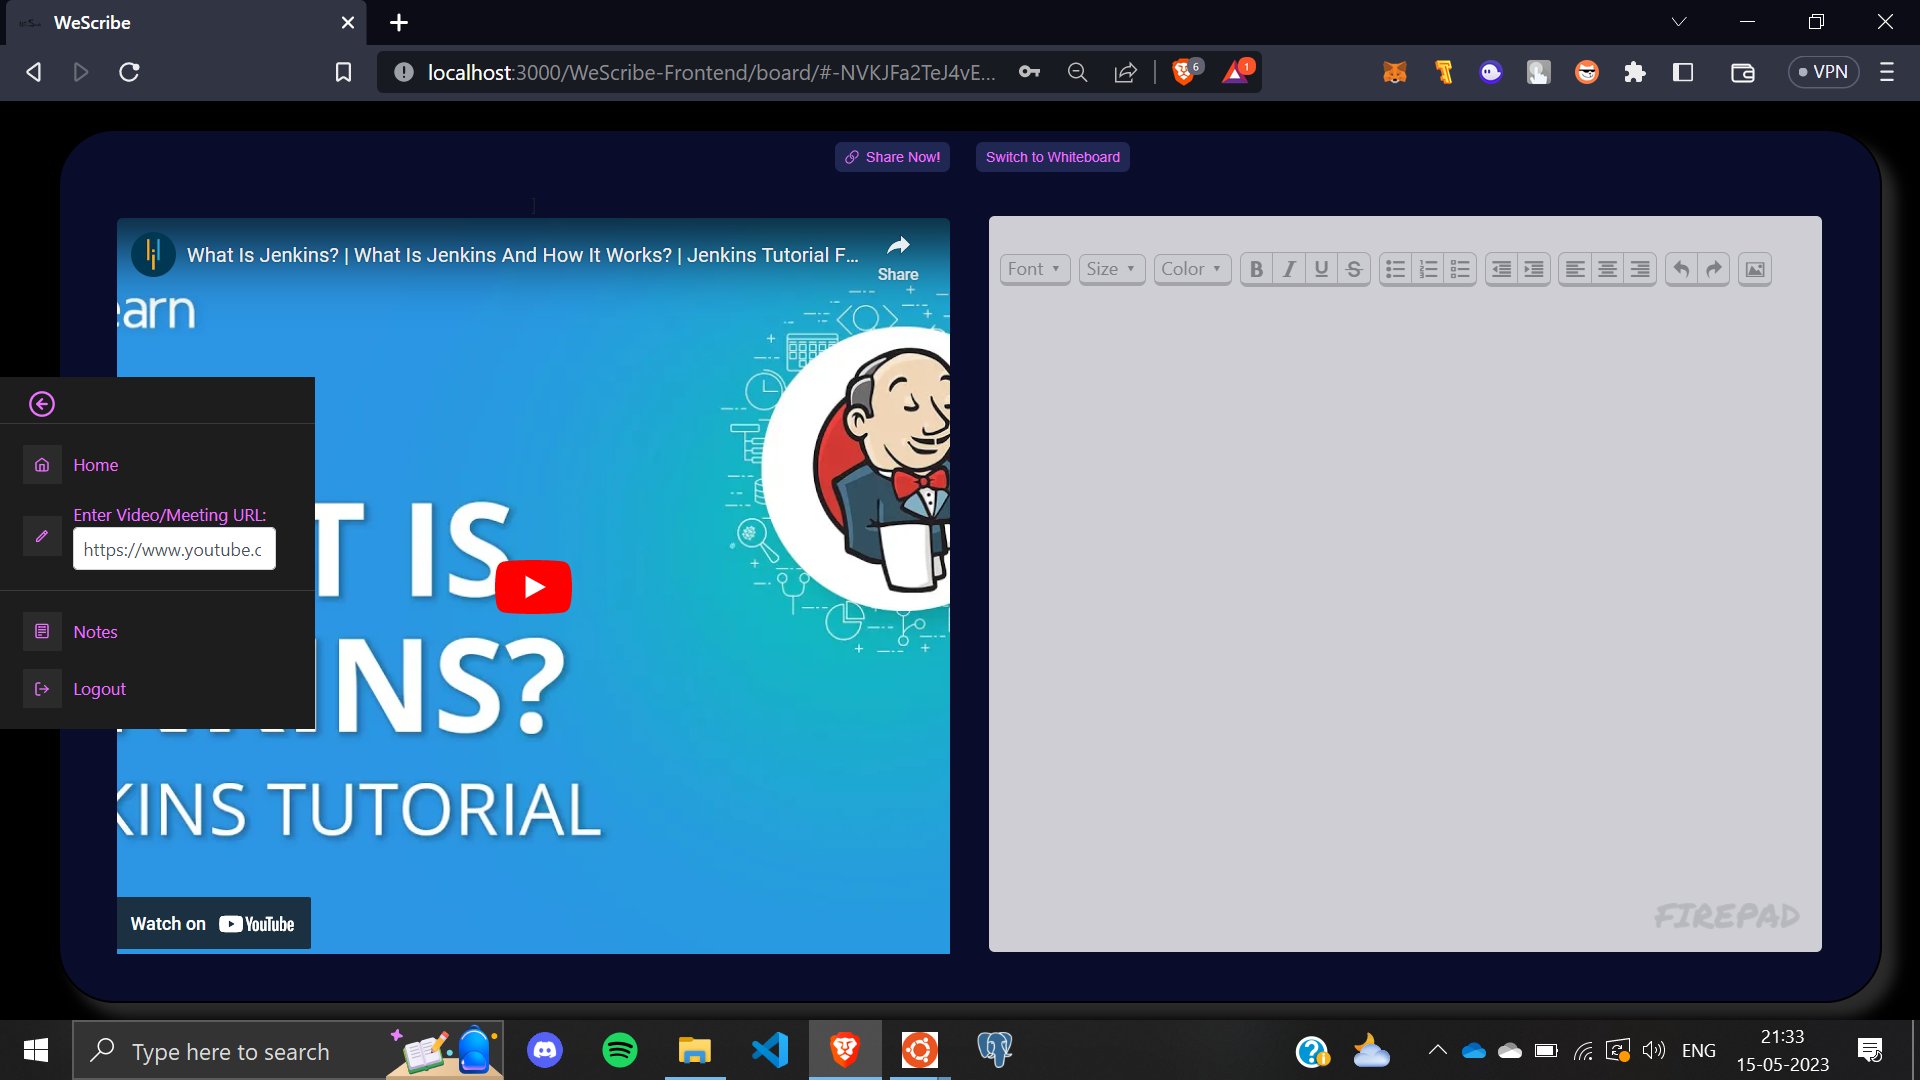 WeScribe
localhost:3000/WeScribe-Frontend/board/#-NVKJFa2TeJ4vE...
6
1
VPN
Share Now!
Switch to Whiteboard
]
What Is Jenkins? | What Is Jenkins And How It Works? | Jenkins Tutorial F...
Share
earn
Font
Size
Color
B I U S
Home
Enter Video/Meeting URL:
https://www.youtube.c
T IS
Notes
INS?
Logout
KINS TUTORIAL
Watch on YouTube
FIREPAD
Type here to search
ENG
21:33
15-05-2023